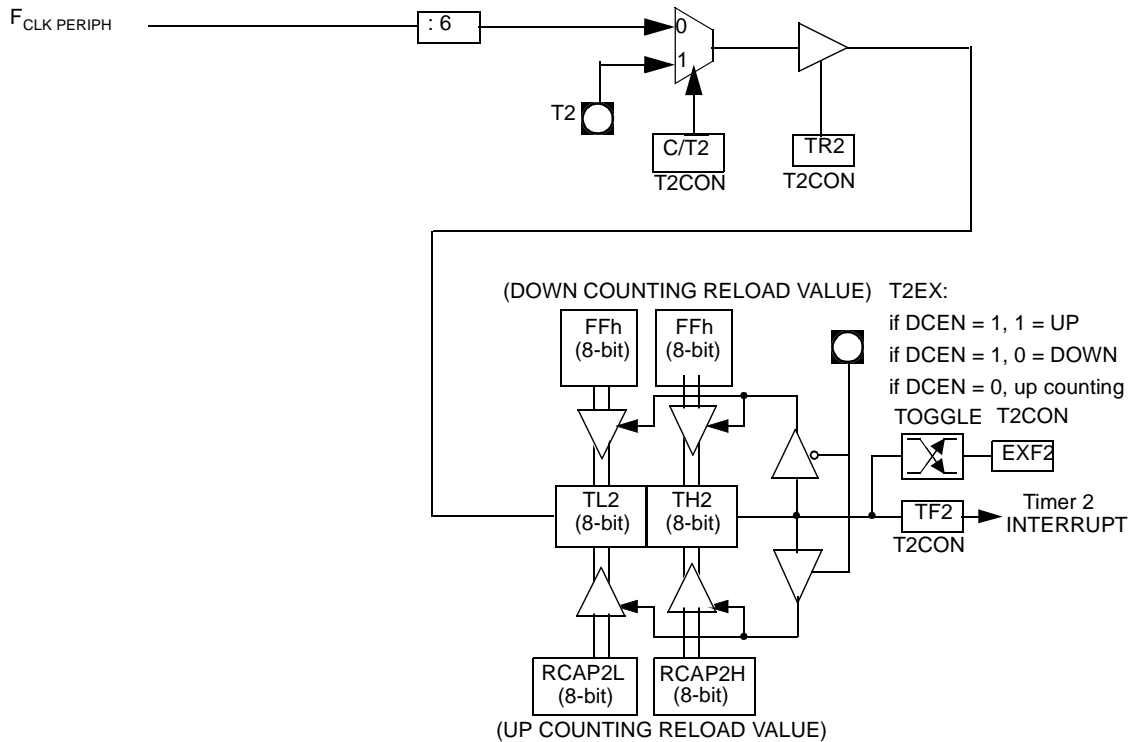 FCLK PERIPH
: 6
0
1
T2
C/T2
TR2
T2CON
T2CON
(DOWN COUNTING RELOAD VALUE)
T2EX:
if DCEN = 1, 1 = UP
if DCEN = 1, 0 = DOWN
if DCEN = 0, up counting
FFh
(8-bit)
FFh
(8-bit)
TOGGLE
T2CON
EXF2
TL2
(8-bit)
TH2
(8-bit)
TF2
T2CON
Timer 2
INTERRUPT
RCAP2L
(8-bit)
RCAP2H
(8-bit)
(UP COUNTING RELOAD VALUE)